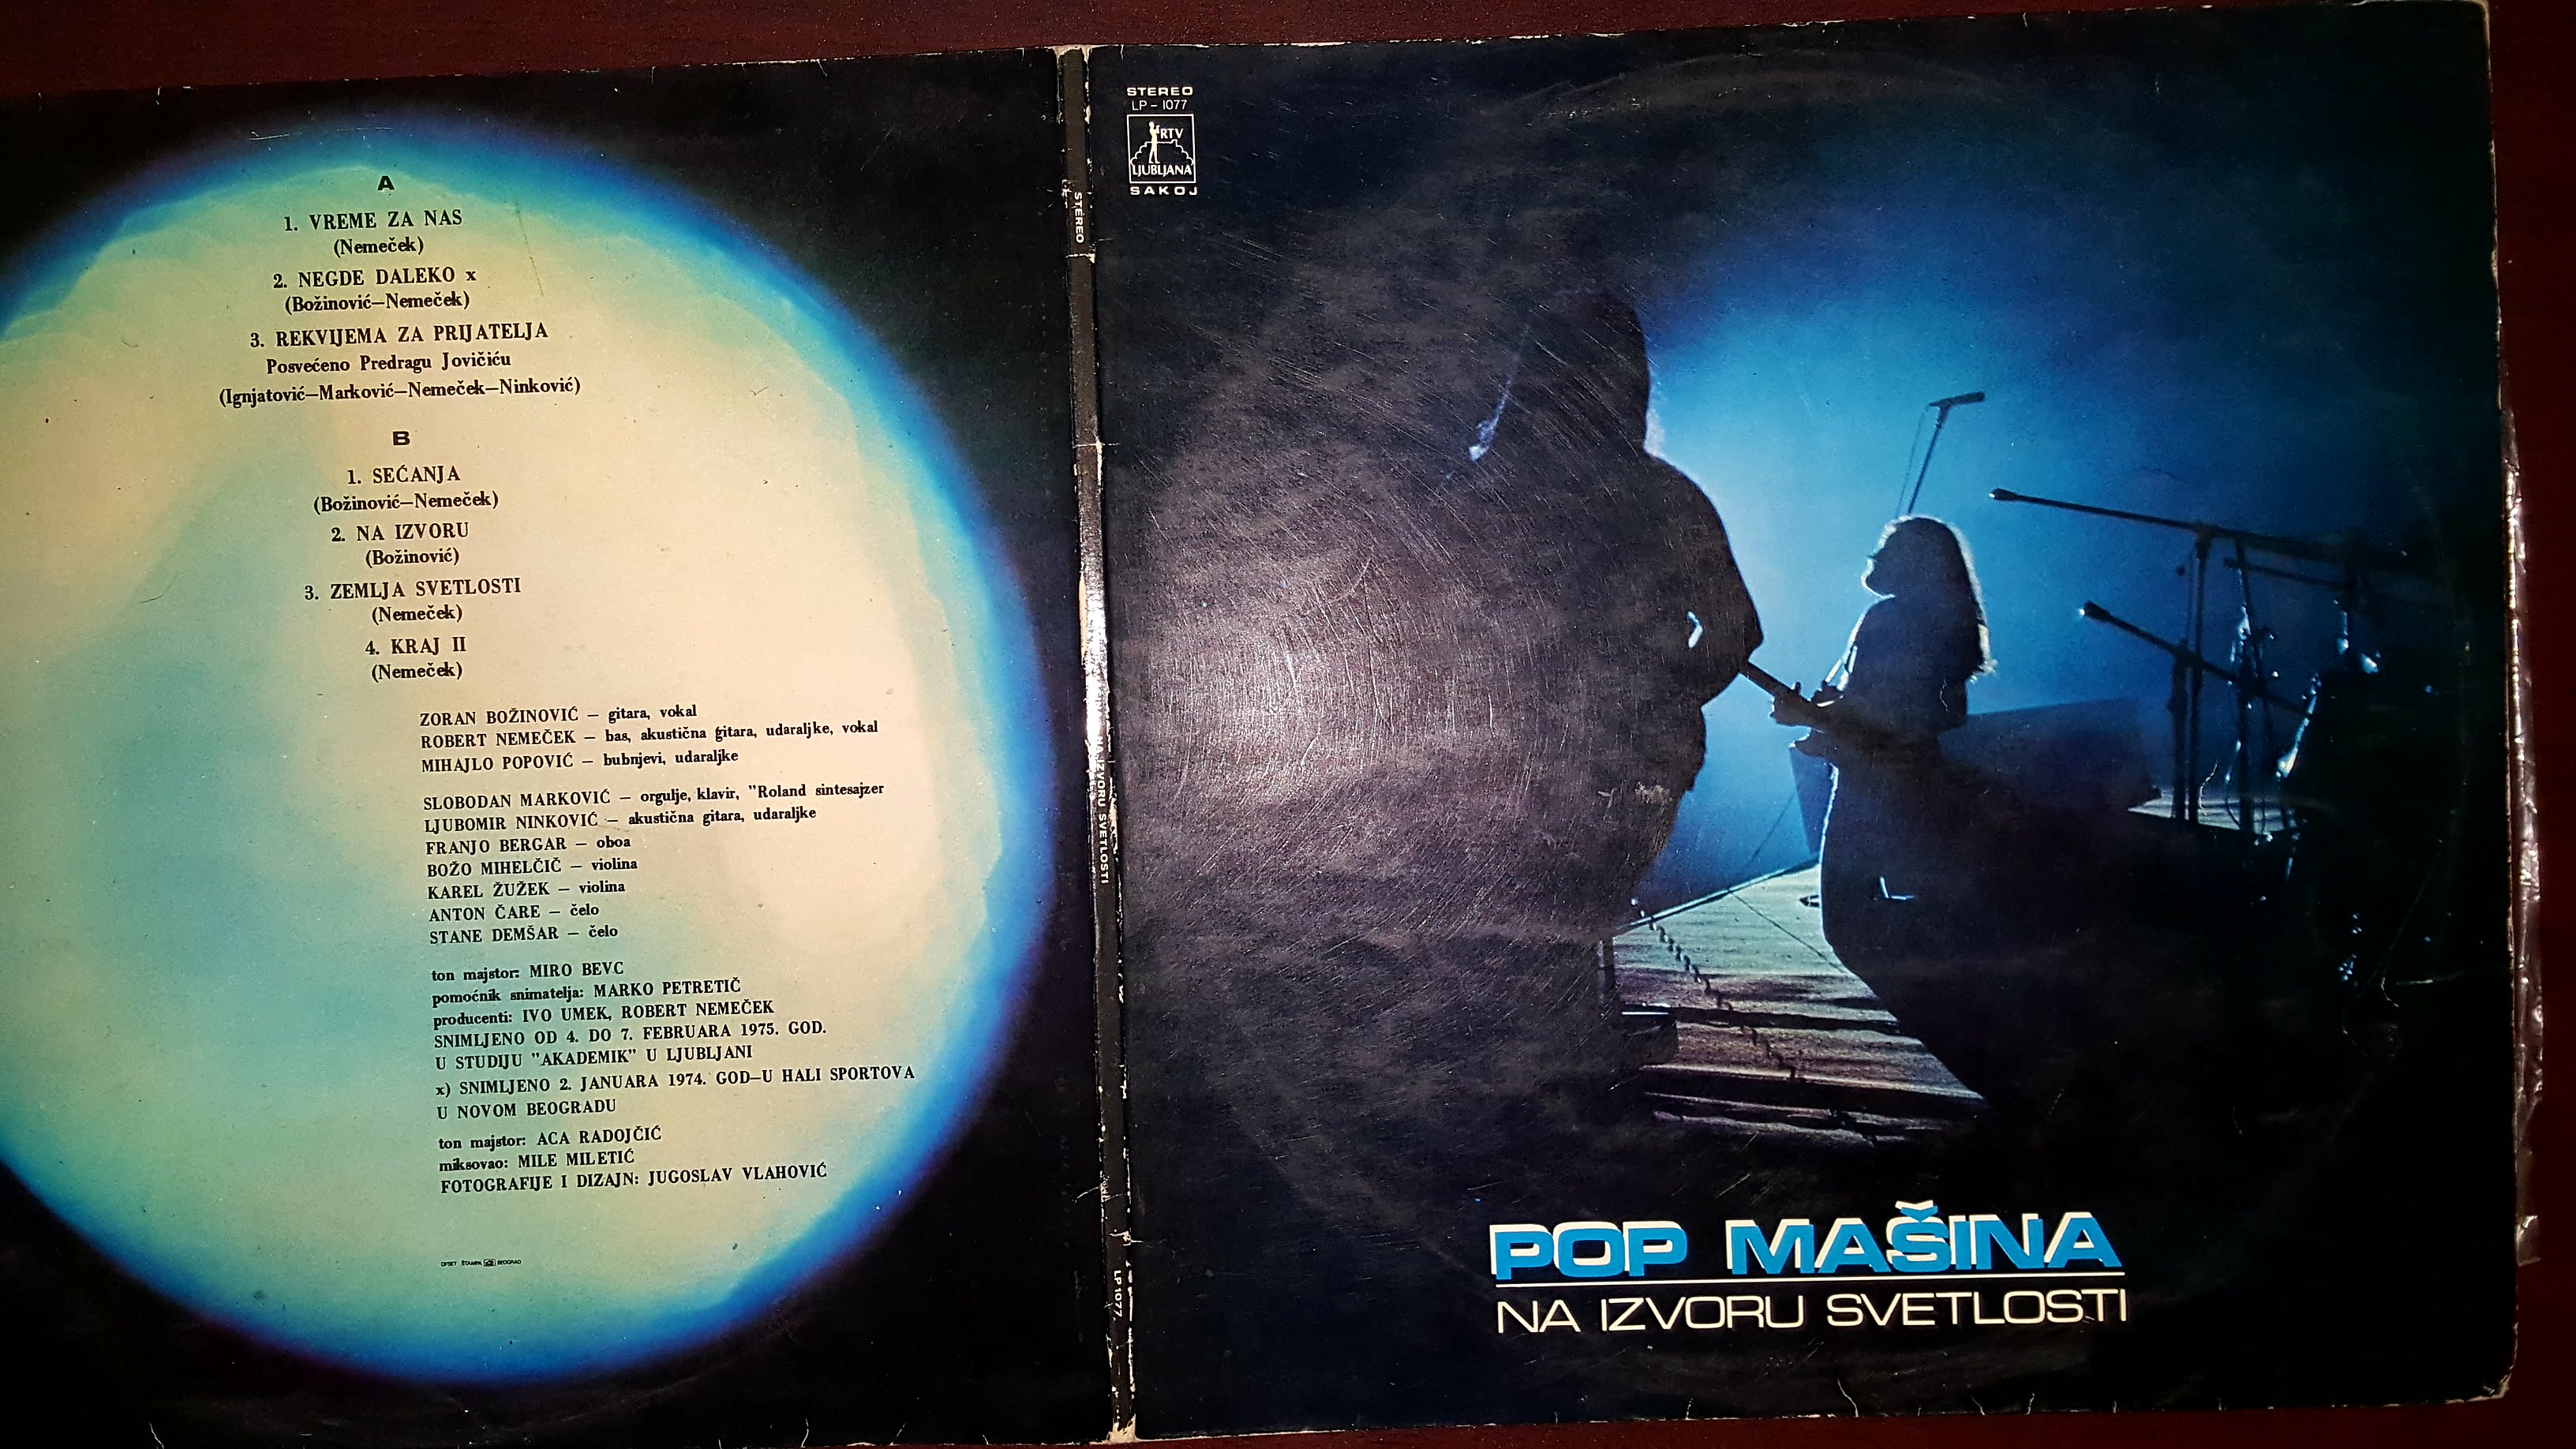 A
1. VREME ZA NAS
(Nemeček)
2. NEGDE DALEKO x
(Božinović—Nemeček)
3. REKVIJEMA ZA PRIJATELJA
Posvećeno Predragu Jovičiću
(Ignjatović—Marković—Nemeček—Ninković)
B
1. SEĆANJA
(Božinović—Nemeček)
2. NA IZVORU
(Božinović)
3. ZEMLJA SVETLOSTI
(Nemeček)
4. KRAJ II
(Nemeček)
ZORAN BOŽINOVIĆ — gitara, vokal
ROBERT NEMEČEK — bas, akustična gitara, udaraljke, vokal
MIHAJLO POPOVIĆ — bubnjevi, udaraljke
SLOBODAN MARKOVIĆ — orgulje, klavir, "Roland sintesajzer
LJUBOMIR NINKOVIĆ — akustična gitara, udaraljke
FRANJO BERGAR — oboa
BOŽO MIHELČIČ — violina
KAREL ŽUŽEK — violina
ANTON ČARE — čelo
STANE DEMŠAR — čelo
ton majstor: MIRO BEVC
pomoćnik snimatelja: MARKO PETRETIČ
producenti: IVO UMEK, ROBERT NEMEČEK
SNIMLJENO OD 4. DO 7. FEBRUARA 1975. GOD.
U STUDIJU "AKADEMIK" U LJUBLJANI
x) SNIMLJENO 2. JANUARA 1974. GOD—U HALI SPORTOVA
U NOVOM BEOGRADU
ton majstor: ACA RADOJČIĆ
miksovao: MILE MILETIĆ
FOTOGRAFIJE I DIZAJN: JUGOSLAV VLAHOVIĆ
OFSET ŠTAMPA BEOGRAD
STEREO
NA IZVORU SVETLOSTI
LP 1077
STEREO
LP - 1077
RTV
LJUBLJANA
SAKOJ
POP MAŠINA
NA IZVORU SVETLOSTI